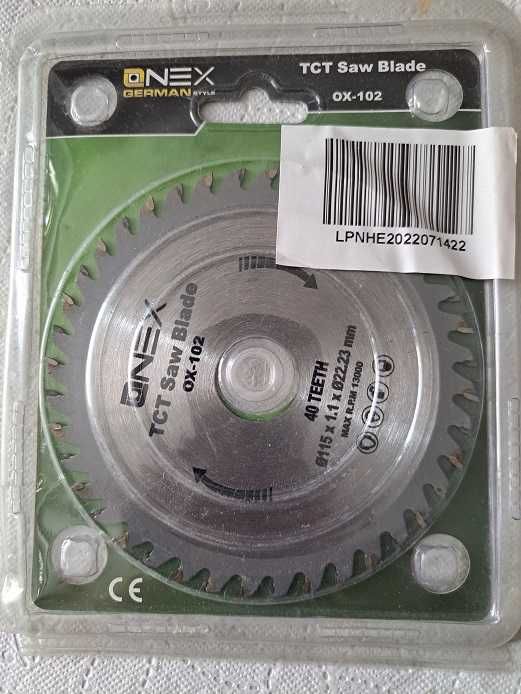 ONEX
GERMAN STYLE
TCT Saw Blade
OX-102
LPNHE2022071422
ONEX
TCT Saw Blade
OX-102
40 TEETH
Ø115 x 1.1 x Ø22.23 mm
MAX R.P.M 13000
CE